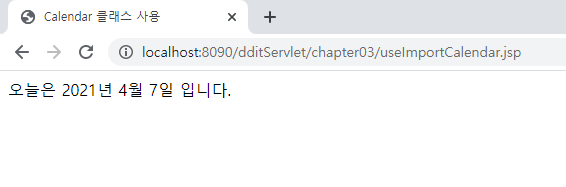 Calendar 클래스 사용
localhost:8090/dditServlet/chapter03/useImportCalendar.jsp
오늘은 2021년 4월 7일 입니다.